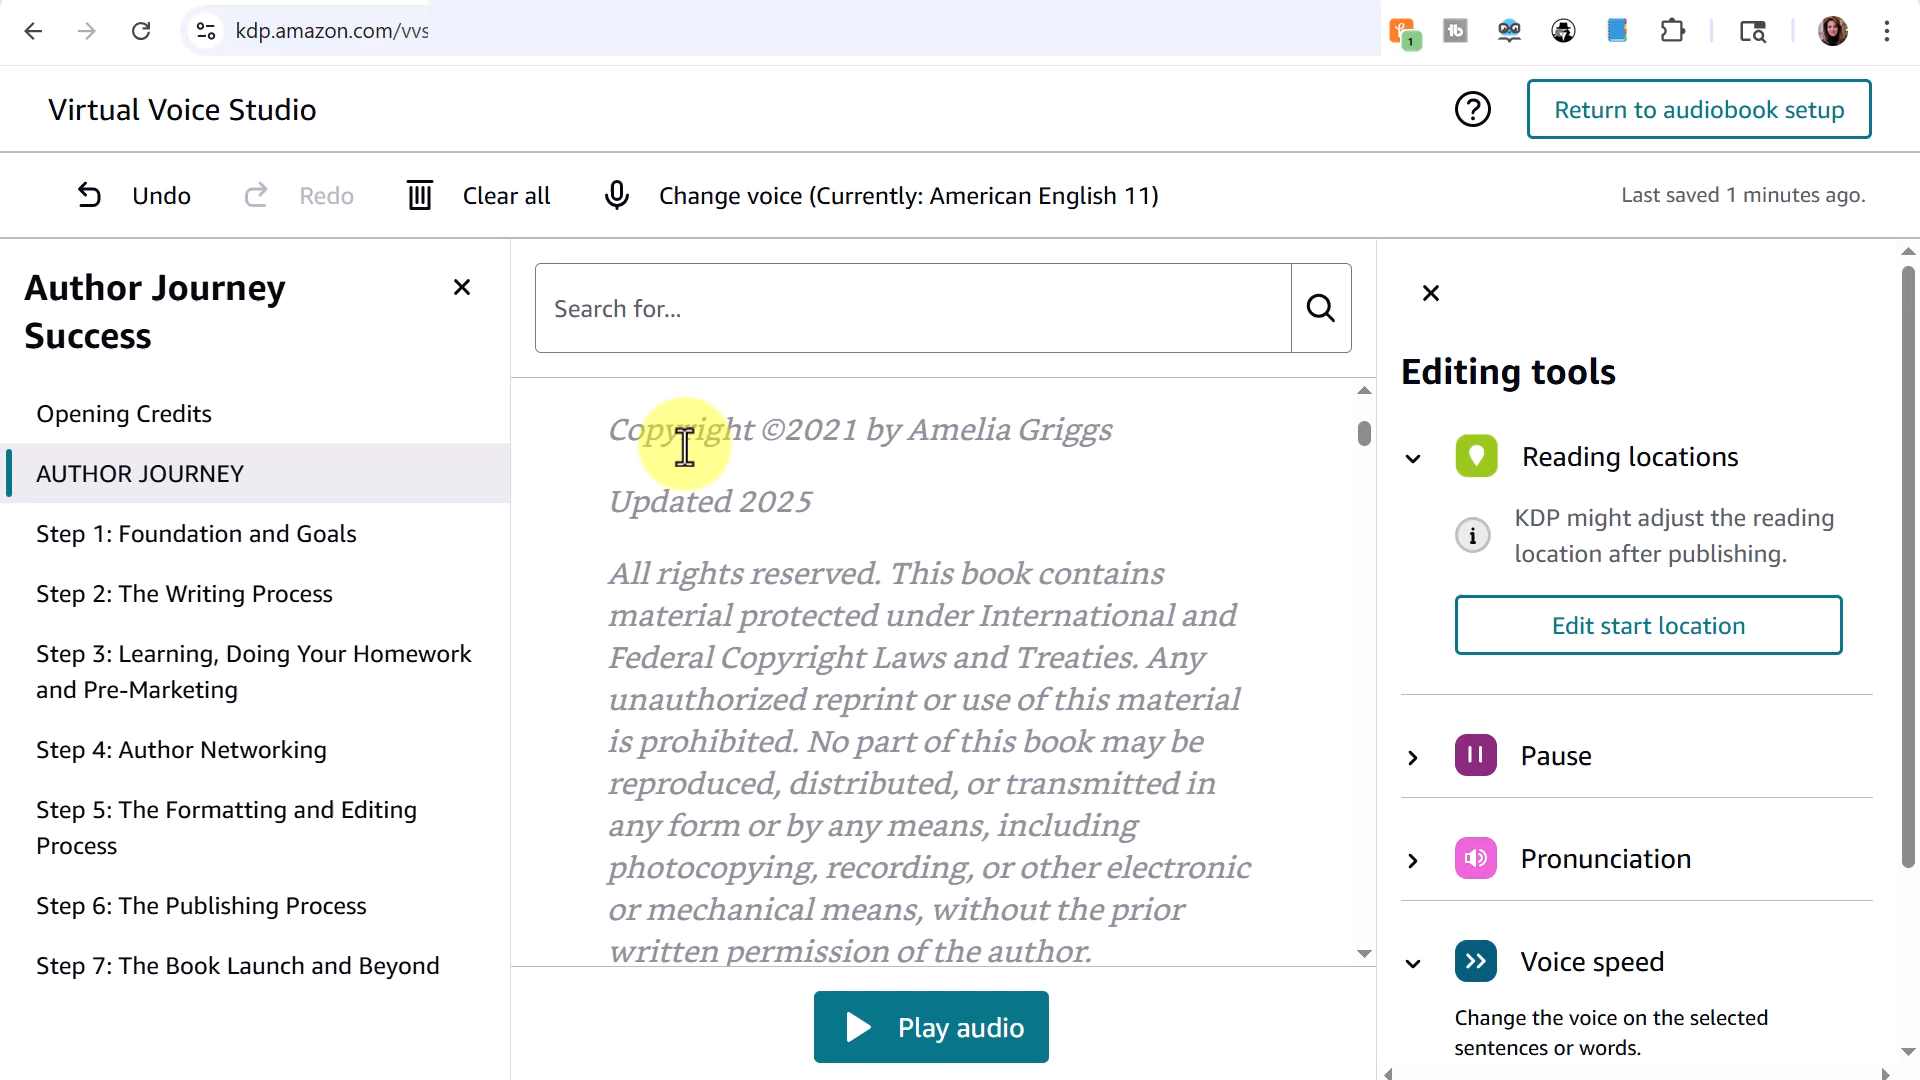 kdp.amazon.com/vvs
1
tb
Virtual Voice Studio
Return to audiobook setup
Undo
Redo
Clear all
Change voice (Currently: American English 11)
Last saved 1 minutes ago.
Author Journey
Success
Opening Credits
AUTHOR JOURNEY
Step 1: Foundation and Goals
Step 2: The Writing Process
Step 3: Learning, Doing Your Homework
and Pre-Marketing
Step 4: Author Networking
Step 5: The Formatting and Editing
Process
Step 6: The Publishing Process
Step 7: The Book Launch and Beyond
Search for...
Copyright ©2021 by Amelia Griggs
Updated 2025
All rights reserved. This book contains
material protected under International and
Federal Copyright Laws and Treaties. Any
unauthorized reprint or use of this material
is prohibited. No part of this book may be
reproduced, distributed, or transmitted in
any form or by any means, including
photocopying, recording, or other electronic
or mechanical means, without the prior
written permission of the author.
Play audio
Editing tools
Reading locations
KDP might adjust the reading
location after publishing.
Edit start location
Pause
Pronunciation
Voice speed
Change the voice on the selected
sentences or words.